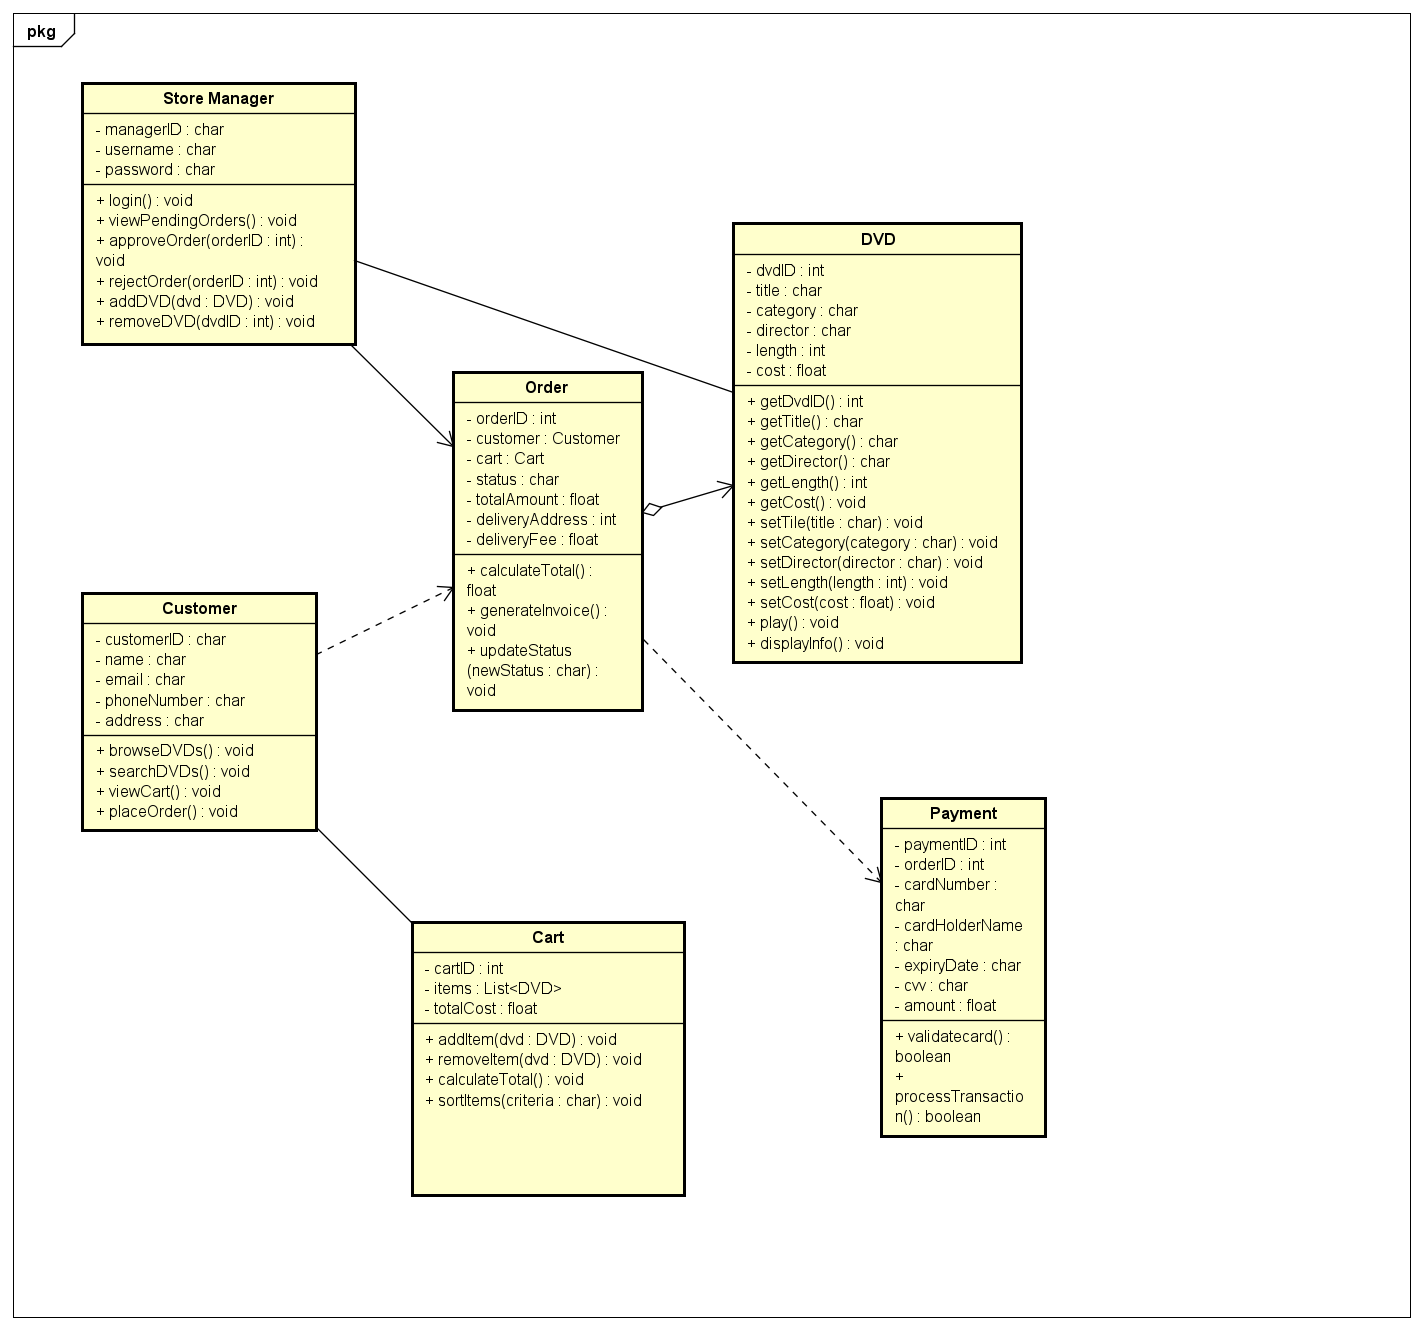 pkg
Store Manager
- managerID : char
- username : char
- password : char
+ login() : void
+ viewPendingOrders() : void
+ approveOrder(orderID : int) :
void
+ rejectOrder(orderID : int) : void
+ addDVD(dvd : DVD) : void
+ removeDVD(dvdID : int) : void
DVD
- dvdID : int
- title : char
- category : char
- director : char
- length : int
- cost : float
+ getDvdID() : int
+ getTitle() : char
+ getCategory() : char
+ getDirector() : char
+ getLength() : int
+ getCost() : void
+ setTile(title : char) : void
+ setCategory(category : char) : void
+ setDirector(director : char) : void
+ setLength(length : int) : void
+ setCost(cost : float) : void
+ play() : void
+ displayInfo() : void
Order
- orderID : int
- customer : Customer
- cart : Cart
- status : char
- totalAmount : float
- deliveryAddress : int
- deliveryFee : float
+ calculateTotal() :
float
+ generateInvoice() :
void
+ updateStatus
(newStatus : char) :
void
Customer
- customerID : char
- name : char
- email : char
- phoneNumber : char
- address : char
+ browseDVDs() : void
+ searchDVDs() : void
+ viewCart() : void
+ placeOrder() : void
Payment
- paymentID : int
- orderID : int
- cardNumber :
char
- cardHolderName
: char
- expiryDate : char
- cvv : char
- amount : float
+ validatecard() :
boolean
+
processTransactio
n() : boolean
Cart
- cartID : int
- items : List<DVD>
- totalCost : float
+ addItem(dvd : DVD) : void
+ removeItem(dvd : DVD) : void
+ calculateTotal() : void
+ sortItems(criteria : char) : void